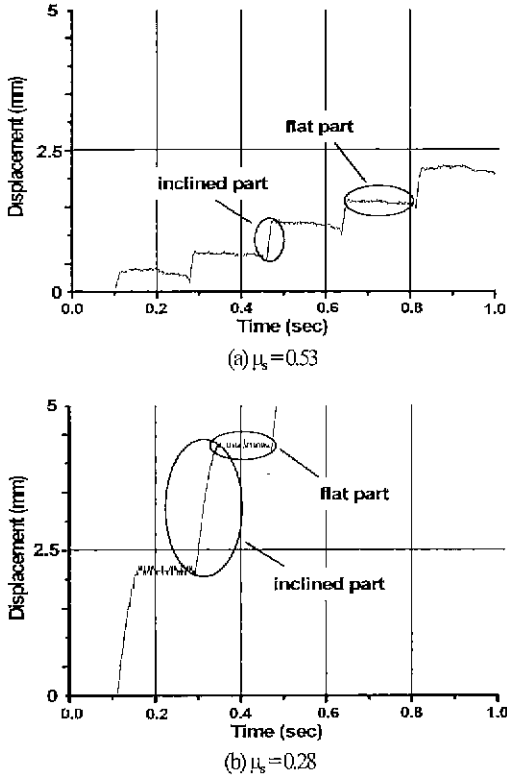 5
Displacement (mm)
2.5
0
flat part
inclined part
0.0 0.2 0.4 0.6 0.8 1.0
Time (sec)
(a) μs=0.53
5
Displacement (mm)
2.5
0
flat part
inclined part
0.0 0.2 0.4 0.6 0.8 1.0
Time (sec)
(b) μs=0.28